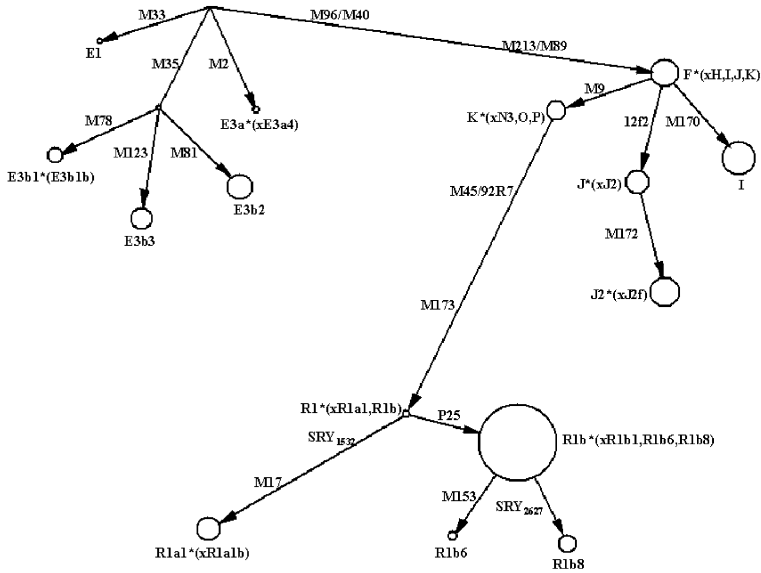 M33
M96/M40
E1
M35
M2
M213/M89
F*(xH,I,J,K)
M9
K*(xN3,O,P)
12f2
M170
M78
E3a*(xE3a4)
M123
M81
E3b1*(E3b1b)
E3b2
E3b3
J*(xJ2)
I
M45/92R7
M172
J2*(xJ2f)
M173
R1*(xR1a1,R1b)
P25
SRY1532
R1b*(xR1b1,R1b6,R1b8)
M17
M153
SRY2627
R1a1*(xR1a1b)
R1b6
R1b8